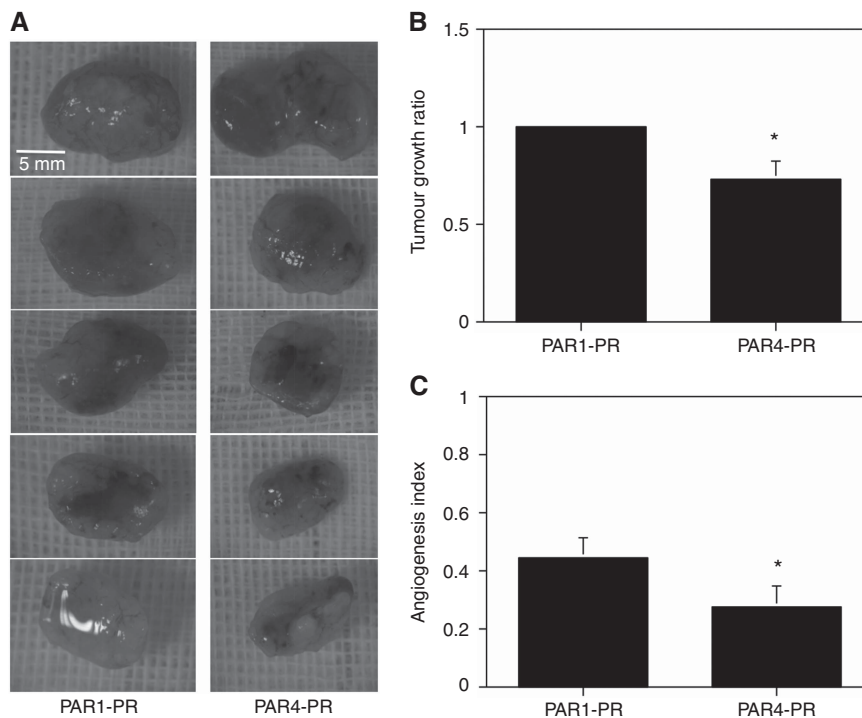 A
5 mm
PAR1-PR
PAR4-PR
B
Tumour growth ratio
1.5
1
0.5
0
*
PAR1-PR
PAR4-PR
C
Angiogenesis index
1
0.8
0.6
0.4
0.2
0
*
PAR1-PR
PAR4-PR